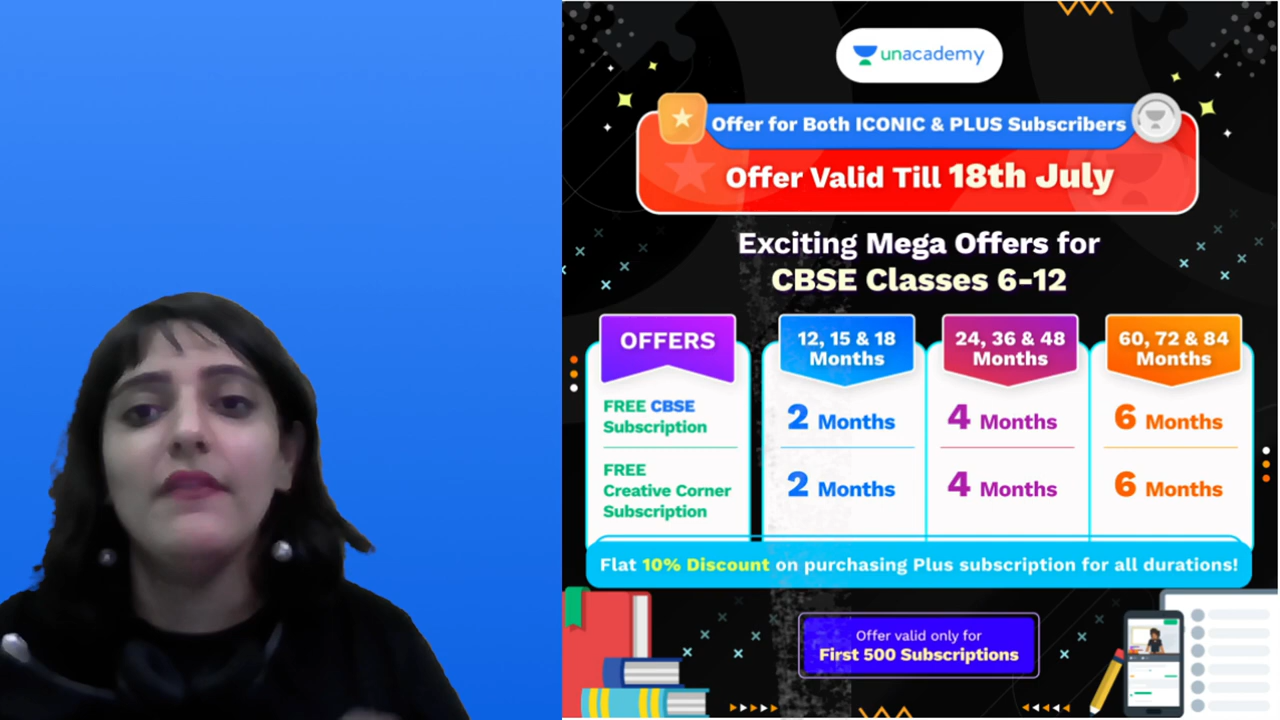 unacademy
Offer for Both ICONIC & PLUS Subscribers
Offer Valid Till 18th July
Exciting Mega Offers for
CBSE Classes 6-12
OFFERS
12, 15 & 18
Months
24, 36 & 48
Months
60, 72 & 84
Months
FREE CBSE
Subscription
2 Months
4 Months
6 Months
FREE
Creative Corner
Subscription
2 Months
4 Months
6 Months
Flat 10% Discount on purchasing Plus subscription for all durations!
Offer valid only for
First 500 Subscriptions